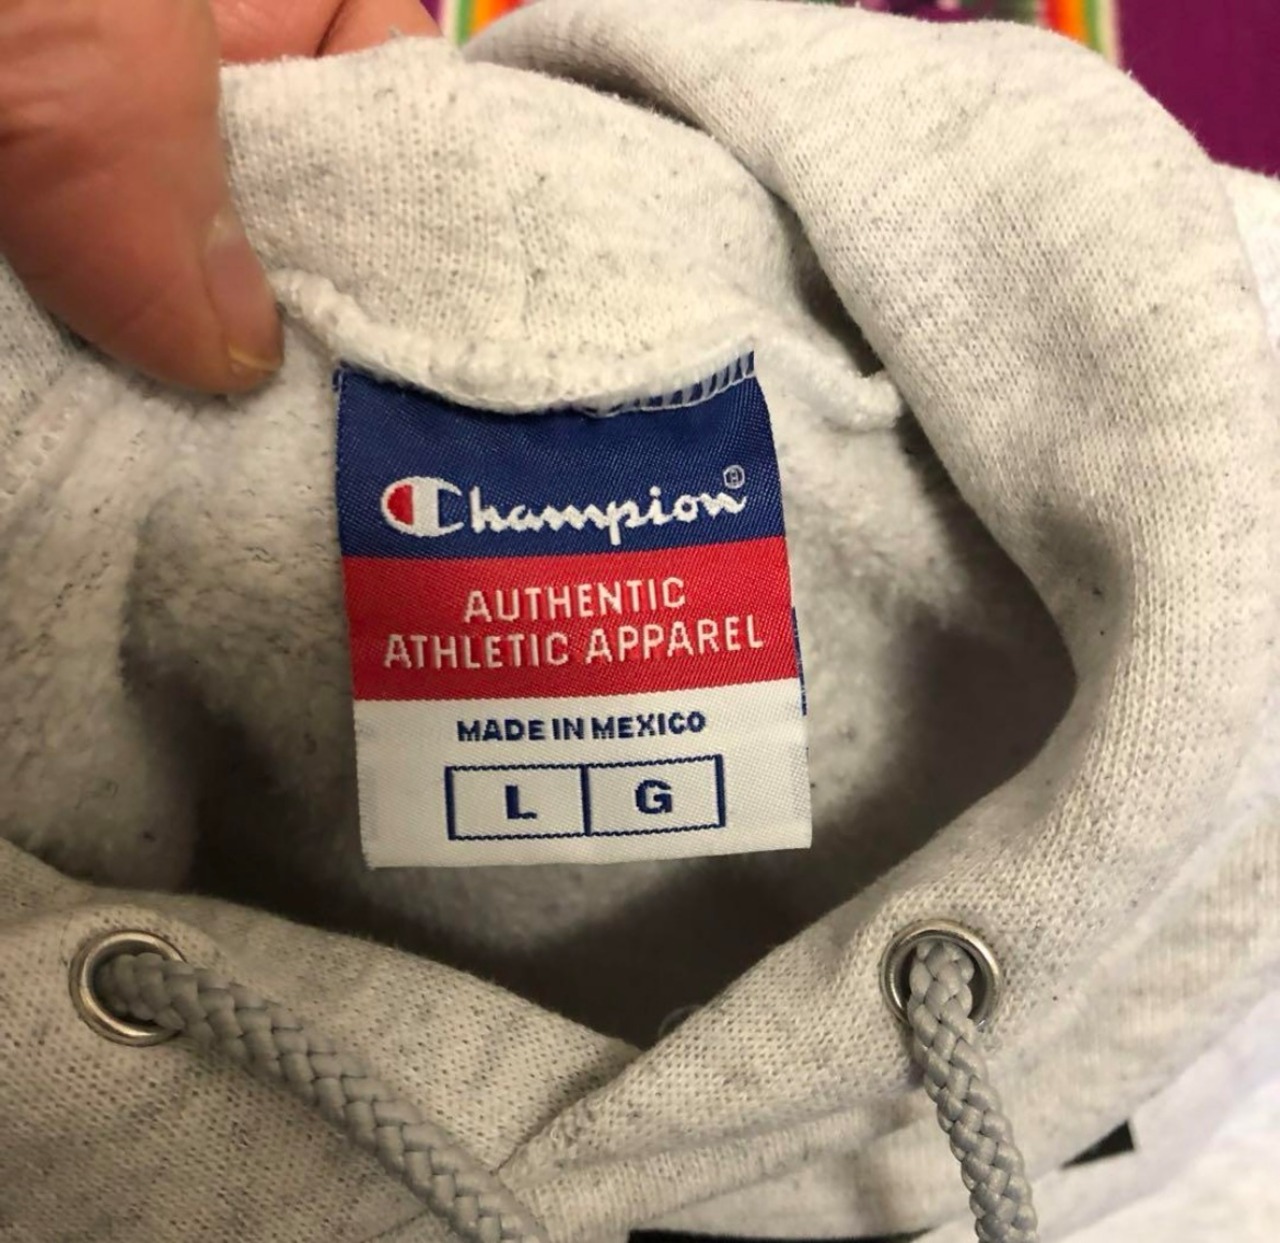 Champion®
AUTHENTIC
ATHLETIC APPAREL
MADE IN MEXICO
L G